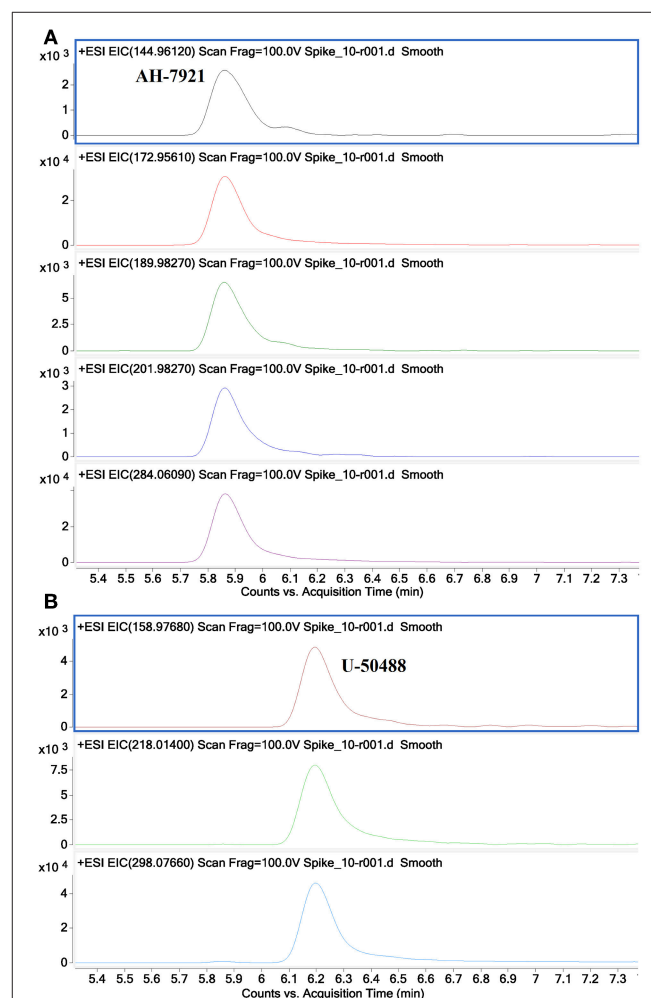 A
+ESI EIC(144.96120) Scan Frag=100.0V Spike_10-r001.d Smooth
x10 3
AH-7921
2
1
0
+ESI EIC(172.95610) Scan Frag=100.0V Spike_10-r001.d Smooth
x10 4
2
0
+ESI EIC(189.98270) Scan Frag=100.0V Spike_10-r001.d Smooth
x10 3
5
2.5
0
+ESI EIC(201.98270) Scan Frag=100.0V Spike_10-r001.d Smooth
x10 3
3
2
1
0
+ESI EIC(284.06090) Scan Frag=100.0V Spike_10-r001.d Smooth
x10 4
2
0
5.4 5.5 5.6 5.7 5.8 5.9 6 6.1 6.2 6.3 6.4 6.5 6.6 6.7 6.8 6.9 7 7.1 7.2 7.3
Counts vs. Acquisition Time (min)
B
+ESI EIC(158.97680) Scan Frag=100.0V Spike_10-r001.d Smooth
x10 3
4
U-50488
2
0
+ESI EIC(218.01400) Scan Frag=100.0V Spike_10-r001.d Smooth
x10 3
7.5
5
2.5
0
+ESI EIC(298.07660) Scan Frag=100.0V Spike_10-r001.d Smooth
x10 4
4
2
0
5.4 5.5 5.6 5.7 5.8 5.9 6 6.1 6.2 6.3 6.4 6.5 6.6 6.7 6.8 6.9 7 7.1 7.2 7.3
Counts vs. Acquisition Time (min)